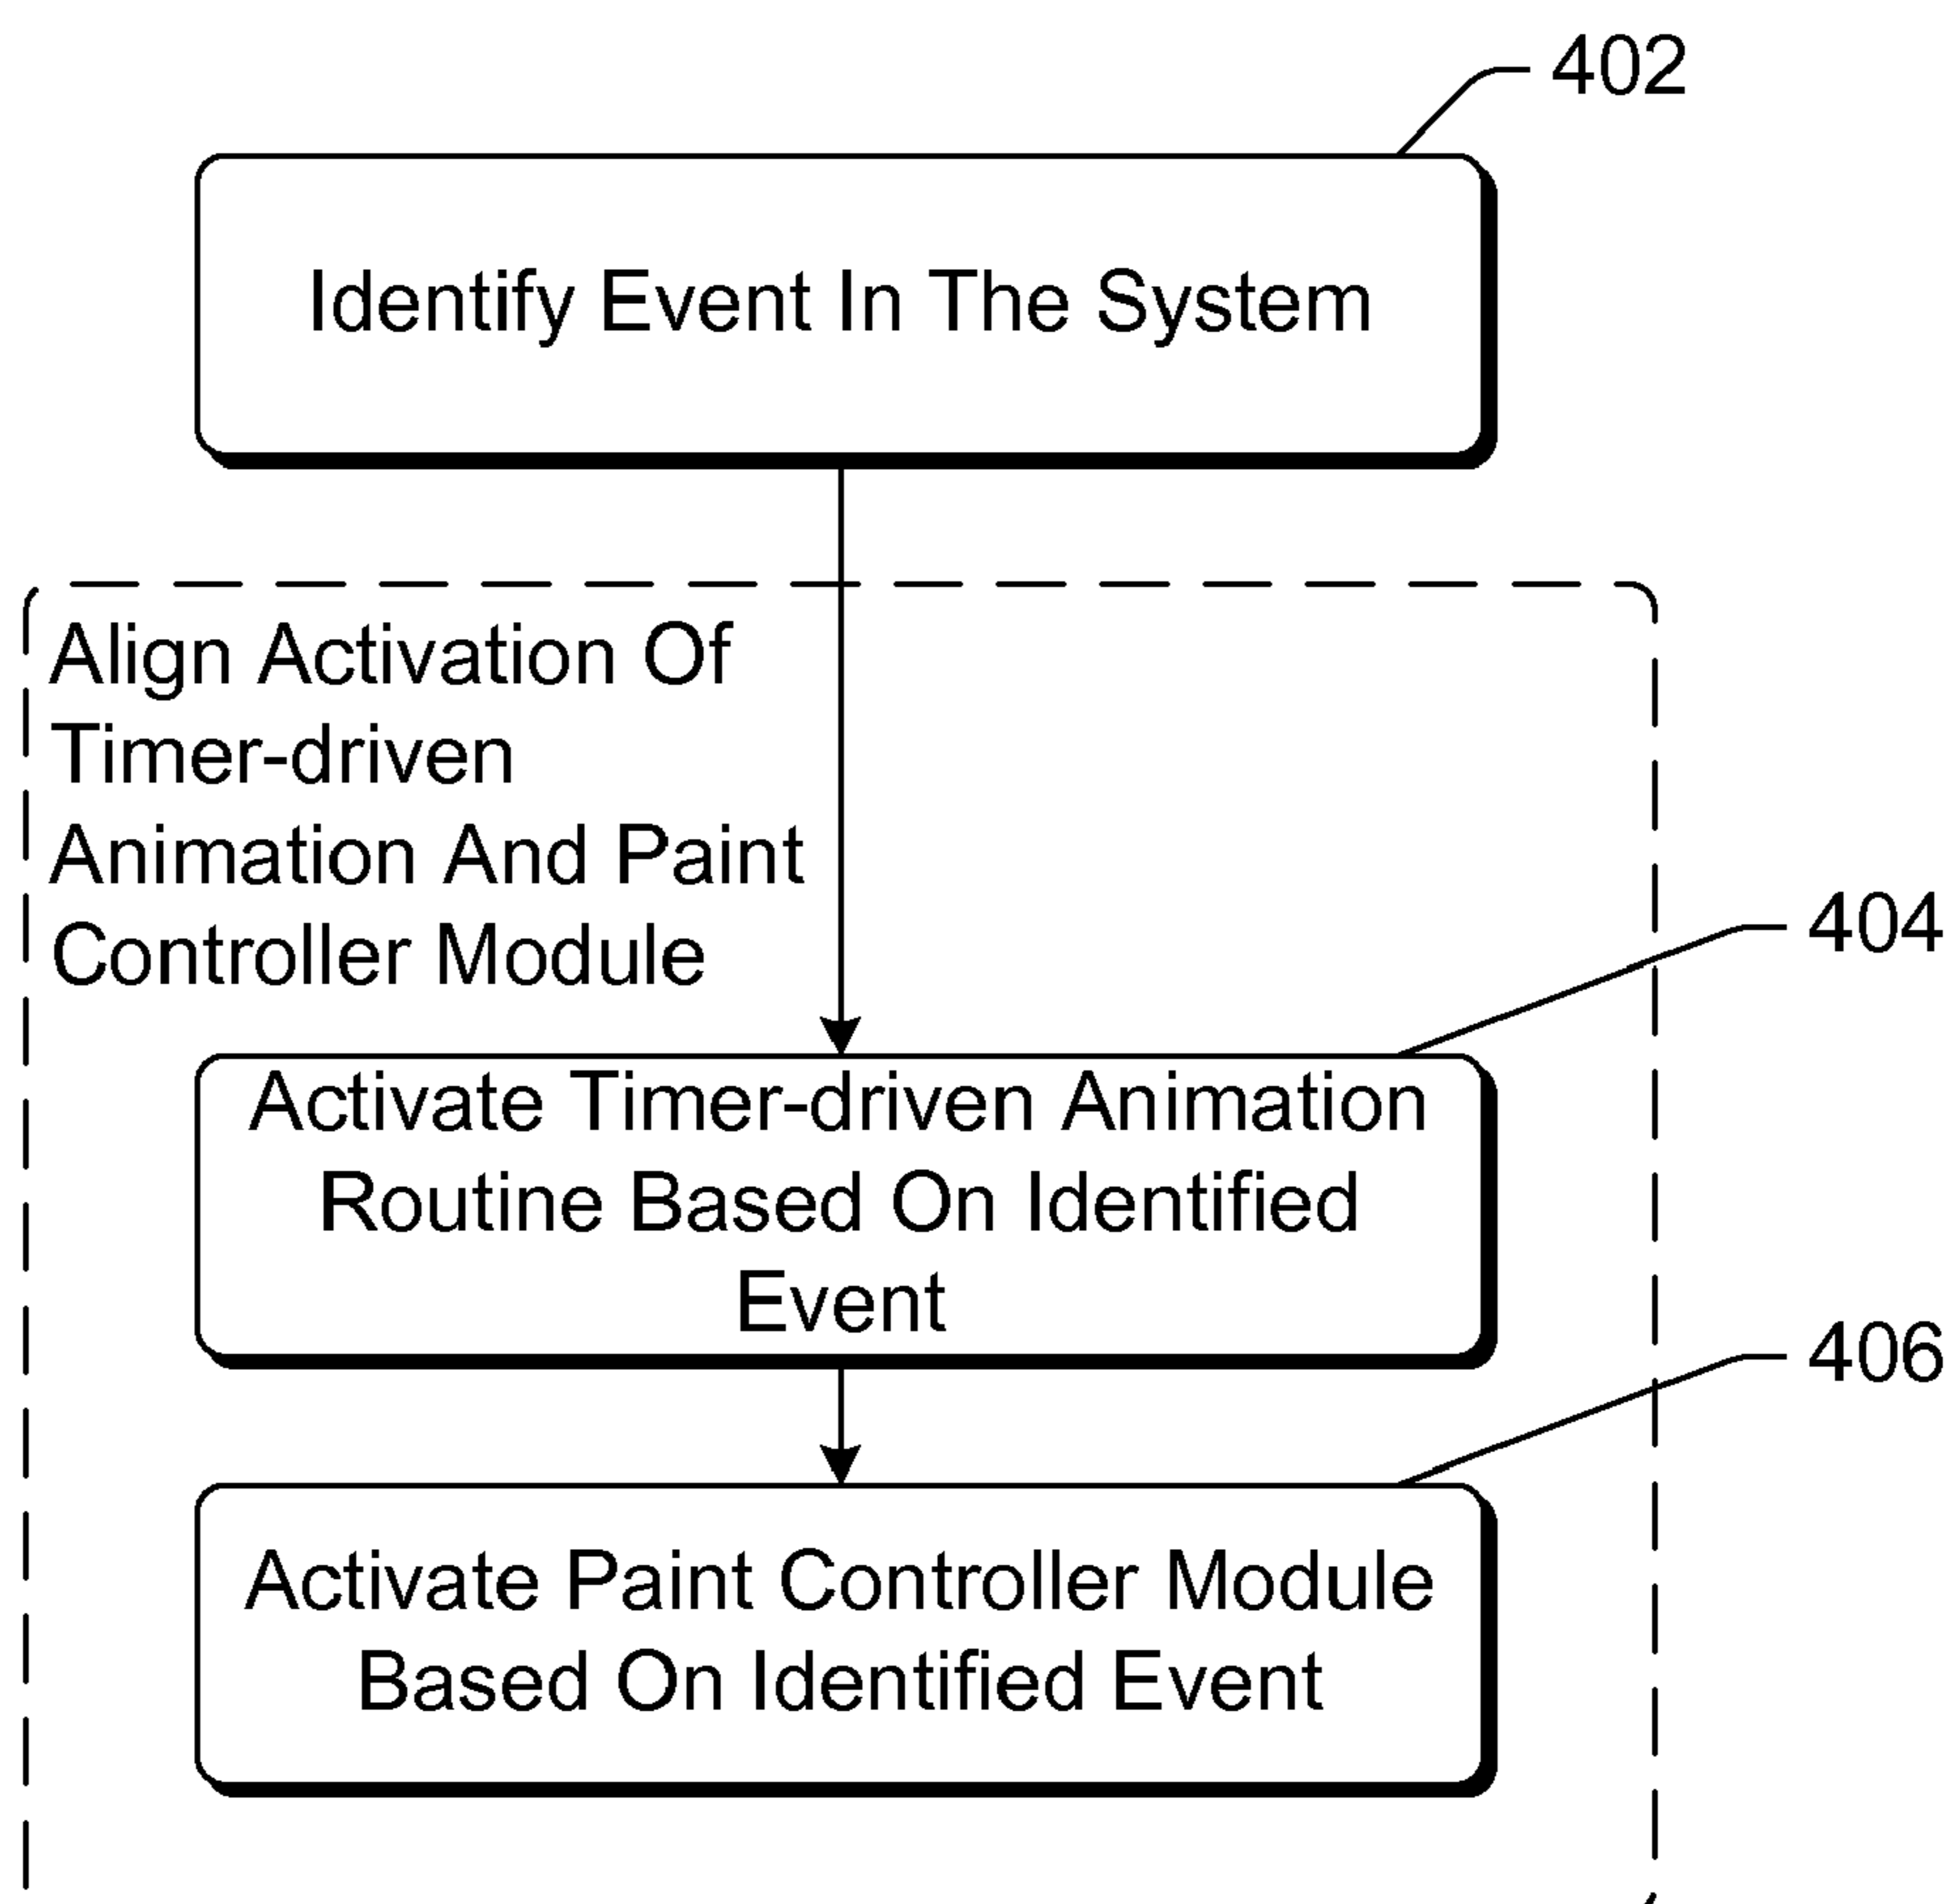 402
Identify Event In The System
Align Activation Of
Timer-driven
Animation And Paint
Controller Module
404
Activate Timer-driven Animation
Routine Based On Identified
Event
406
Activate Paint Controller Module
Based On Identified Event